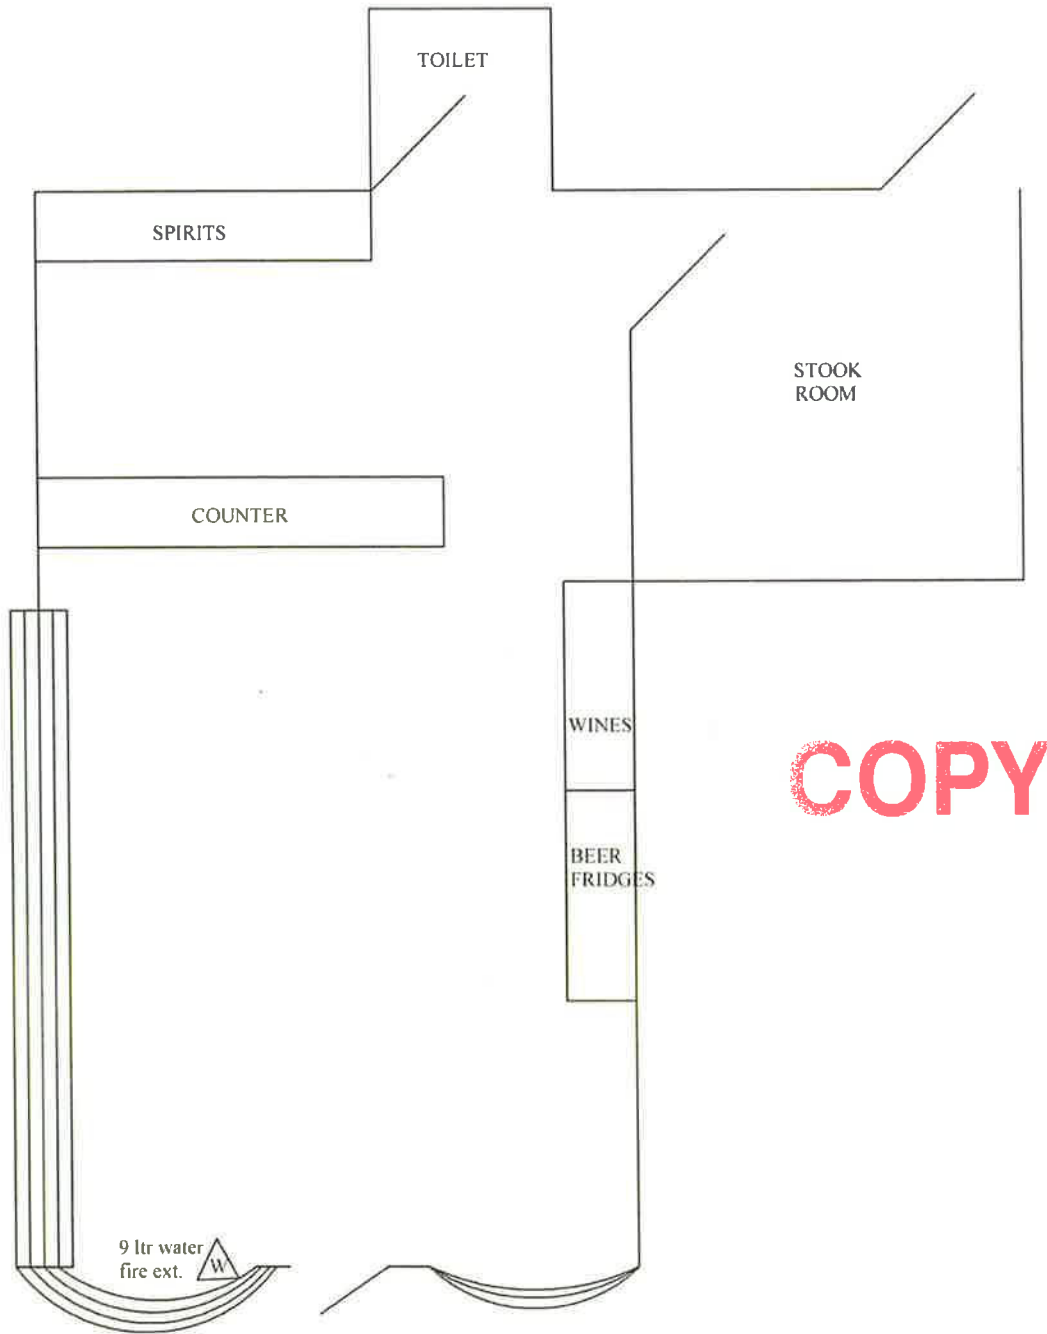 TOILET
SPIRITS
STOOK
ROOM
COUNTER
WINES
COPY
BEER
FRIDGES
9 ltr water
fire ext.
W